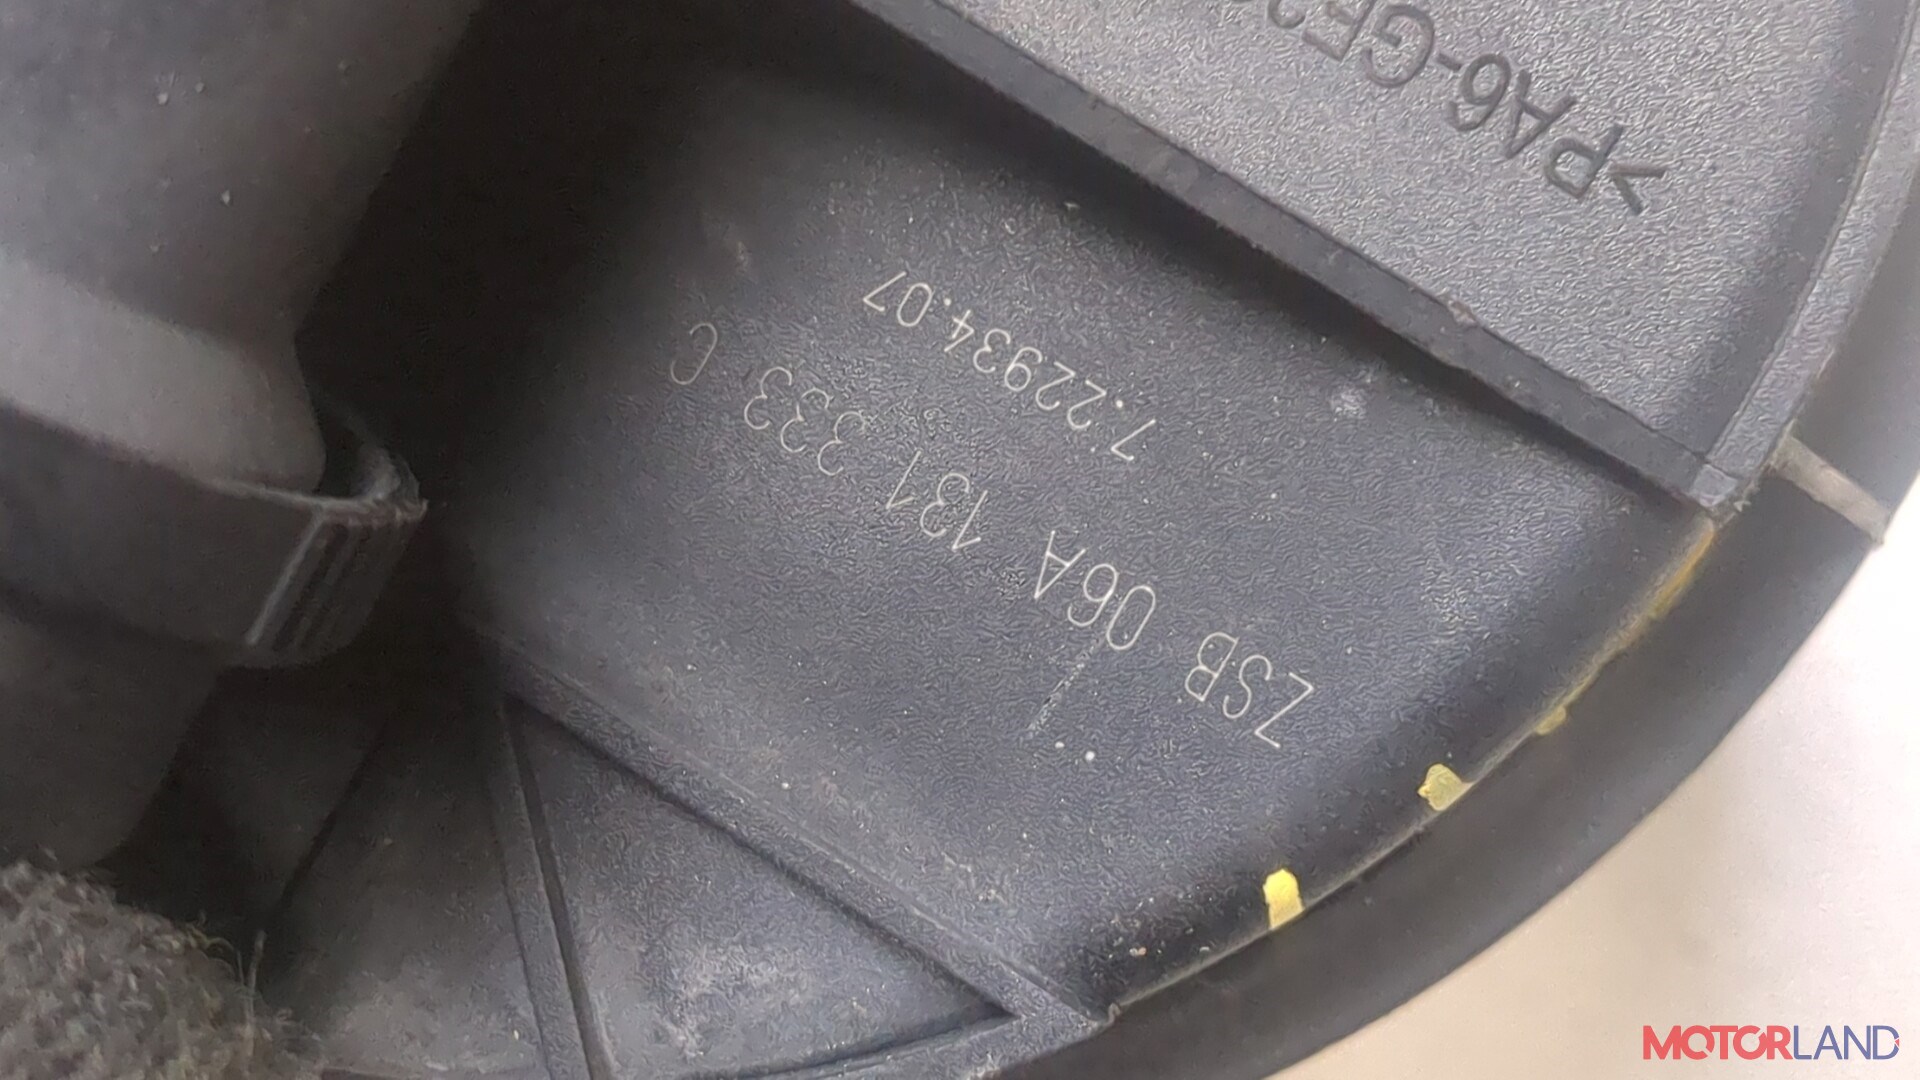 >PA6-GF
ZSB 06A 131 333 C
7.22934.07
MOTORLAND